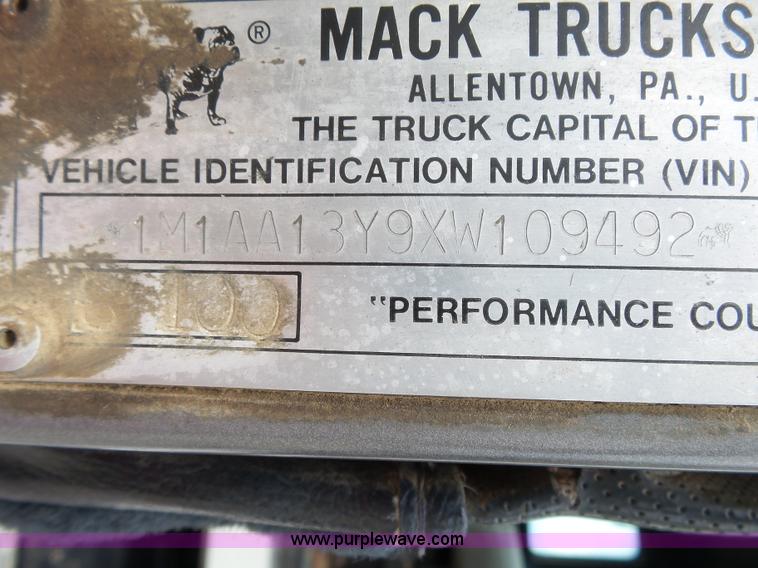 ®
MACK TRUCKS
ALLENTOWN, PA., U.
THE TRUCK CAPITAL OF T
VEHICLE IDENTIFICATION NUMBER (VIN)
1M1AA13Y9XW109492
"PERFORMANCE COU
www.purplewave.com